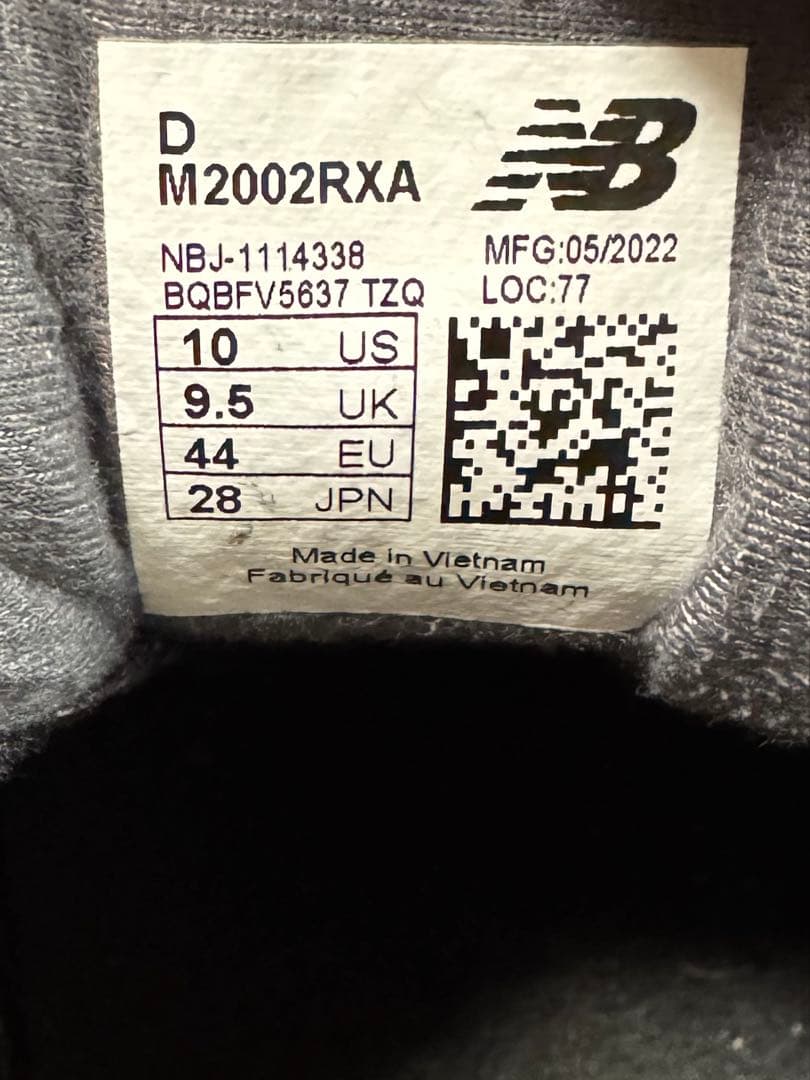 D
M2002RXA
NB
NBJ-1114338 MFG:05/2022
BQBFV5637 TZQ LOC:77
10 US
9.5 UK
44 EU
28 JPN
Made in Vietnam
Fabriqué au Vietnam